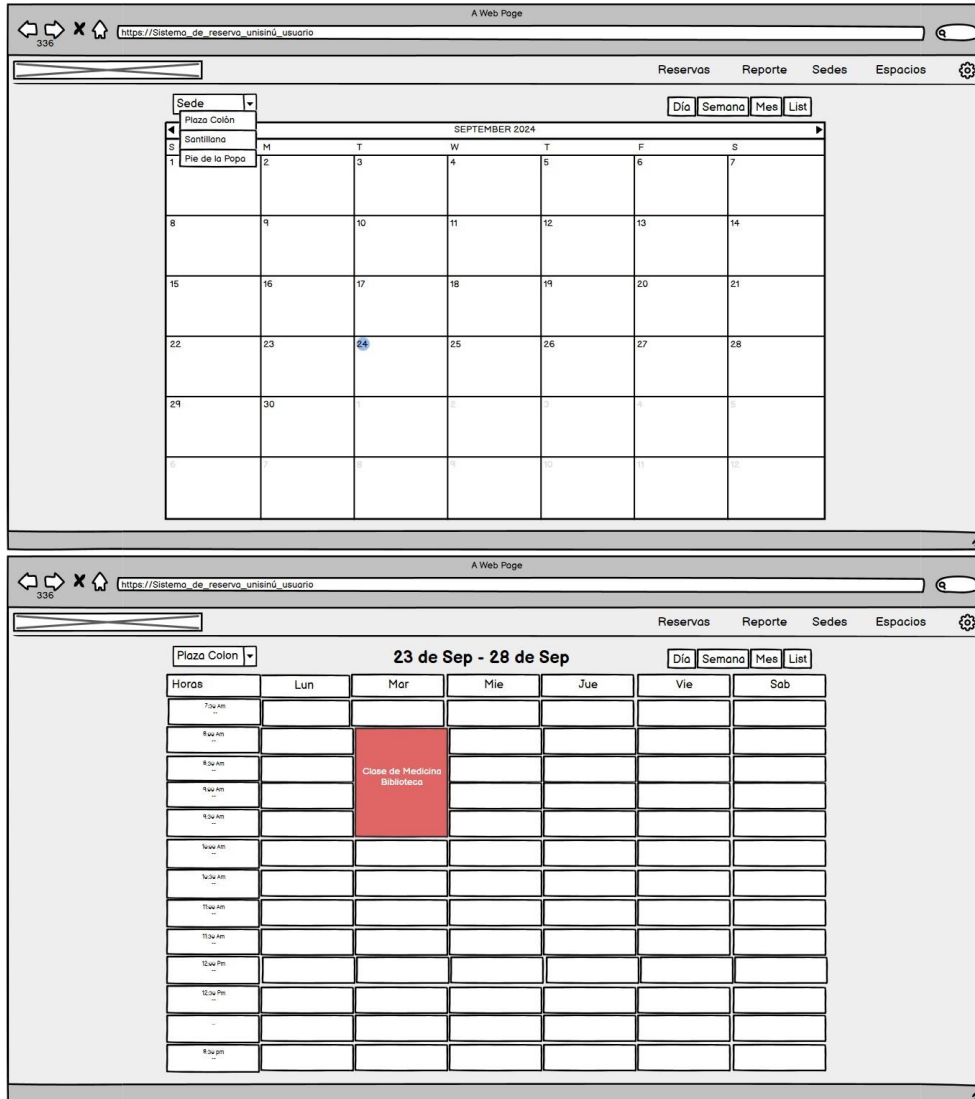 A Web Page
336
https://Sistema_de_reserva_unisinú_usuario
Reservas Reporte Sedes Espacios
Sede
Día Semana Mes List
Plaza Colón
Santillana
Pie de la Popa
SEPTEMBER 2024
S M T W T F S
1 2 3 4 5 6 7
8 9 10 11 12 13 14
15 16 17 18 19 20 21
22 23 24 25 26 27 28
29 30 1 2 3 4 5
6 7 8 9 10 11 12
A Web Page
336
https://Sistema_de_reserva_unisinú_usuario
Reservas Reporte Sedes Espacios
Plaza Colon
23 de Sep - 28 de Sep
Día Semana Mes List
Horas Lun Mar Mie Jue Vie Sab
7:30 Am
8:30 Am
9:00 Am
9:30 Am
Clase de Medicina
Biblioteca
10:00 Am
10:30 Am
11:00 Am
11:30 Am
12:00 Pm
12:30 Pm